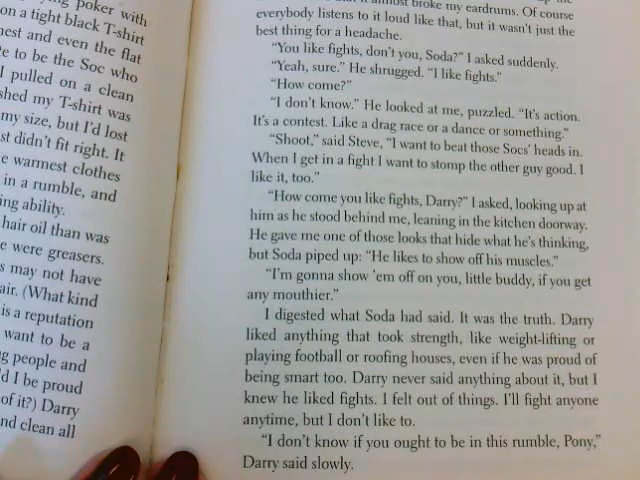 poker with
on a tight black T-shirt
and even the flat
e to be the Soc who
I pulled on a clean
shed my T-shirt was
my size, but I'd lost
st didn't fit right. It
e warmest clothes
in a rumble, and
ing ability.
hair oil than was
e were greasers.
s may not have
air. (What kind
is a reputation
want to be a
g people and
d I be proud
of it?) Darry
nd clean all
almost broke my eardrums. Of course
everybody listens to it loud like that, but it wasn't just the
best thing for a headache.
"You like fights, don't you, Soda?" I asked suddenly.
"Yeah, sure." He shrugged. "I like fights."
"How come?"
"I don't know." He looked at me, puzzled. "It's action.
It's a contest. Like a drag race or a dance or something."
"Shoot," said Steve, "I want to beat those Socs' heads in.
When I get in a fight I want to stomp the other guy good. I
like it, too."
"How come you like fights, Darry?" I asked, looking up at
him as he stood behind me, leaning in the kitchen doorway.
He gave me one of those looks that hide what he's thinking,
but Soda piped up: "He likes to show off his muscles."
"I'm gonna show 'em off on you, little buddy, if you get
any mouthier."
I digested what Soda had said. It was the truth. Darry
liked anything that took strength, like weight-lifting or
playing football or roofing houses, even if he was proud of
being smart too. Darry never said anything about it, but I
knew he liked fights. I felt out of things. I'll fight anyone
anytime, but I don't like to.
"I don't know if you ought to be in this rumble, Pony,"
Darry said slowly.